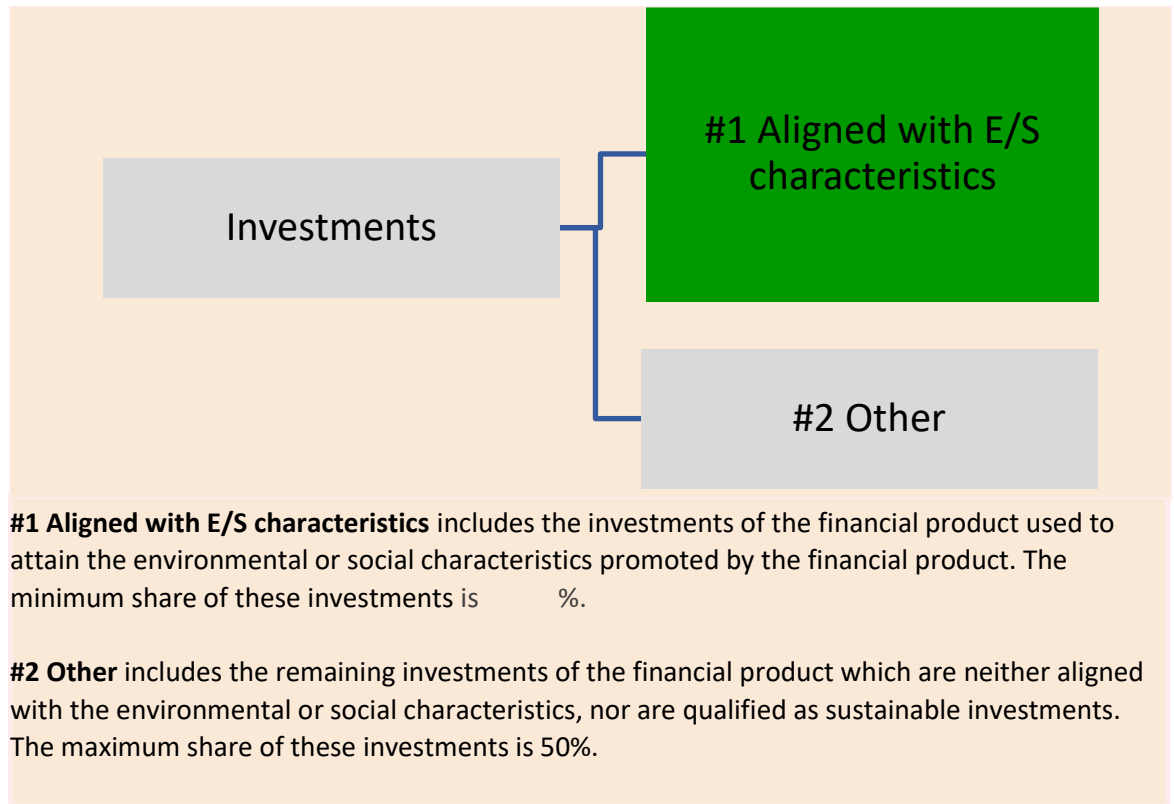 #1 Aligned with E/S
characteristics
Investments
#2 Other
#1 Aligned with E/S characteristics includes the investments of the financial product used to
attain the environmental or social characteristics promoted by the financial product. The
minimum share of these investments is %.
#2 Other includes the remaining investments of the financial product which are neither aligned
with the environmental or social characteristics, nor are qualified as sustainable investments.
The maximum share of these investments is 50%.